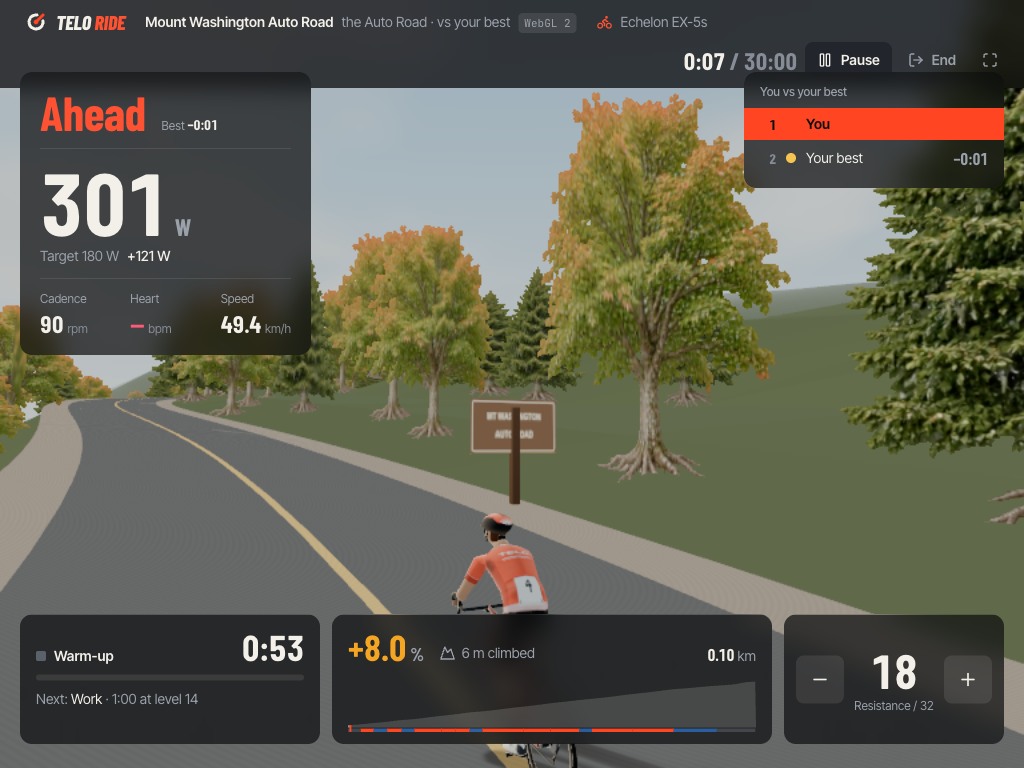 TELO RIDE Mount Washington Auto Road the Auto Road · vs your best WebGL 2 Echelon EX-5s
0:07 / 30:00 Pause End
Ahead Best −0:01
301 W
Target 180 W +121 W
Cadence Heart Speed
90 rpm – bpm 49.4 km/h
You vs your best
1 You
2 Your best −0:01
AUTO ROAD
4
Warm-up 0:53
Next: Work · 1:00 at level 14
+8.0 % 6 m climbed 0.10 km
− 18 +
Resistance / 32